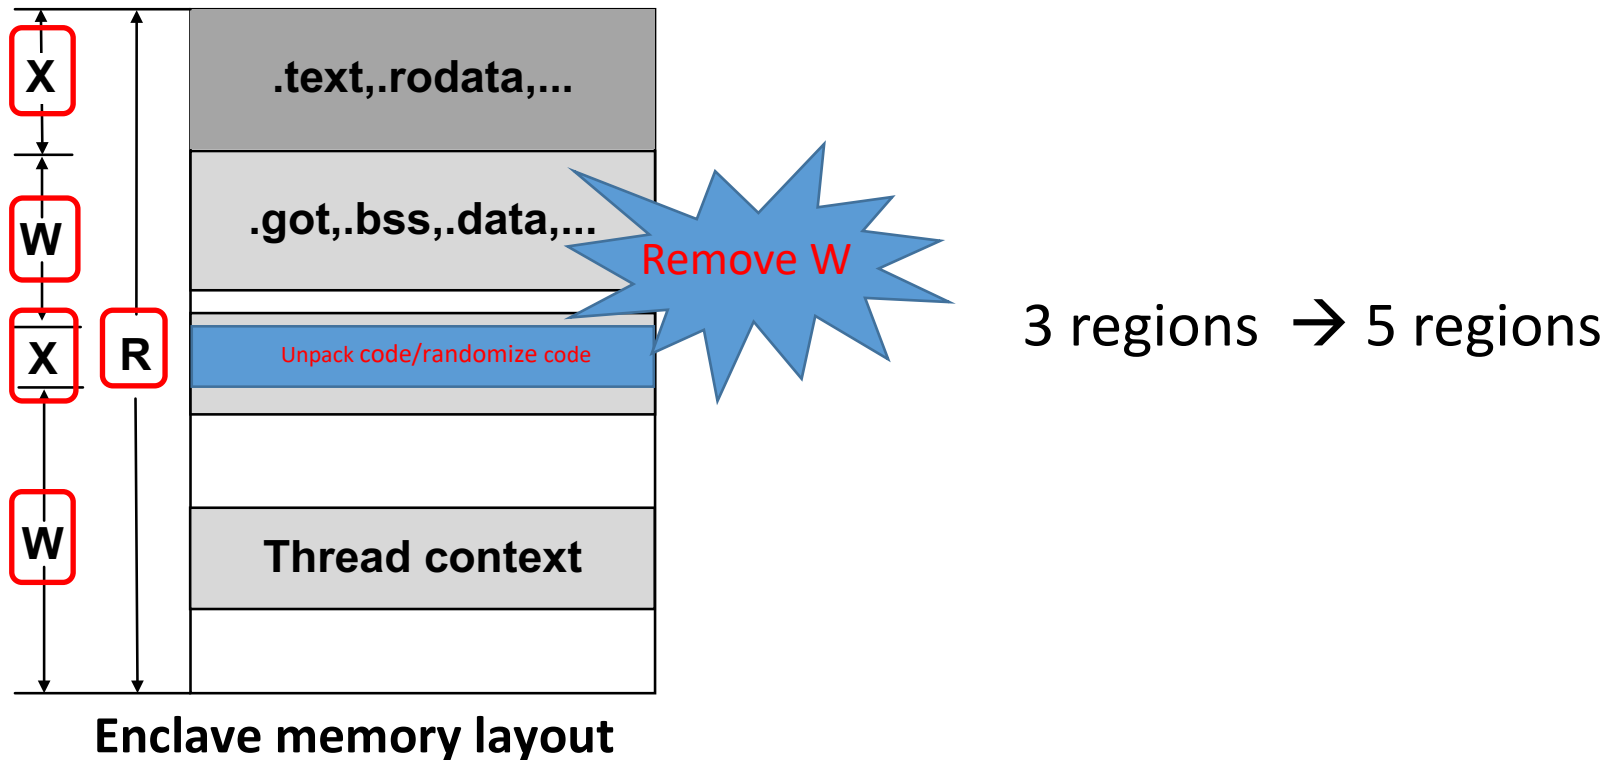 X
.text,.rodata,...
W
.got,.bss,.data,...
Remove W
X
R
Unpack code/randomize code
3 regions → 5 regions
W
Thread context
Enclave memory layout